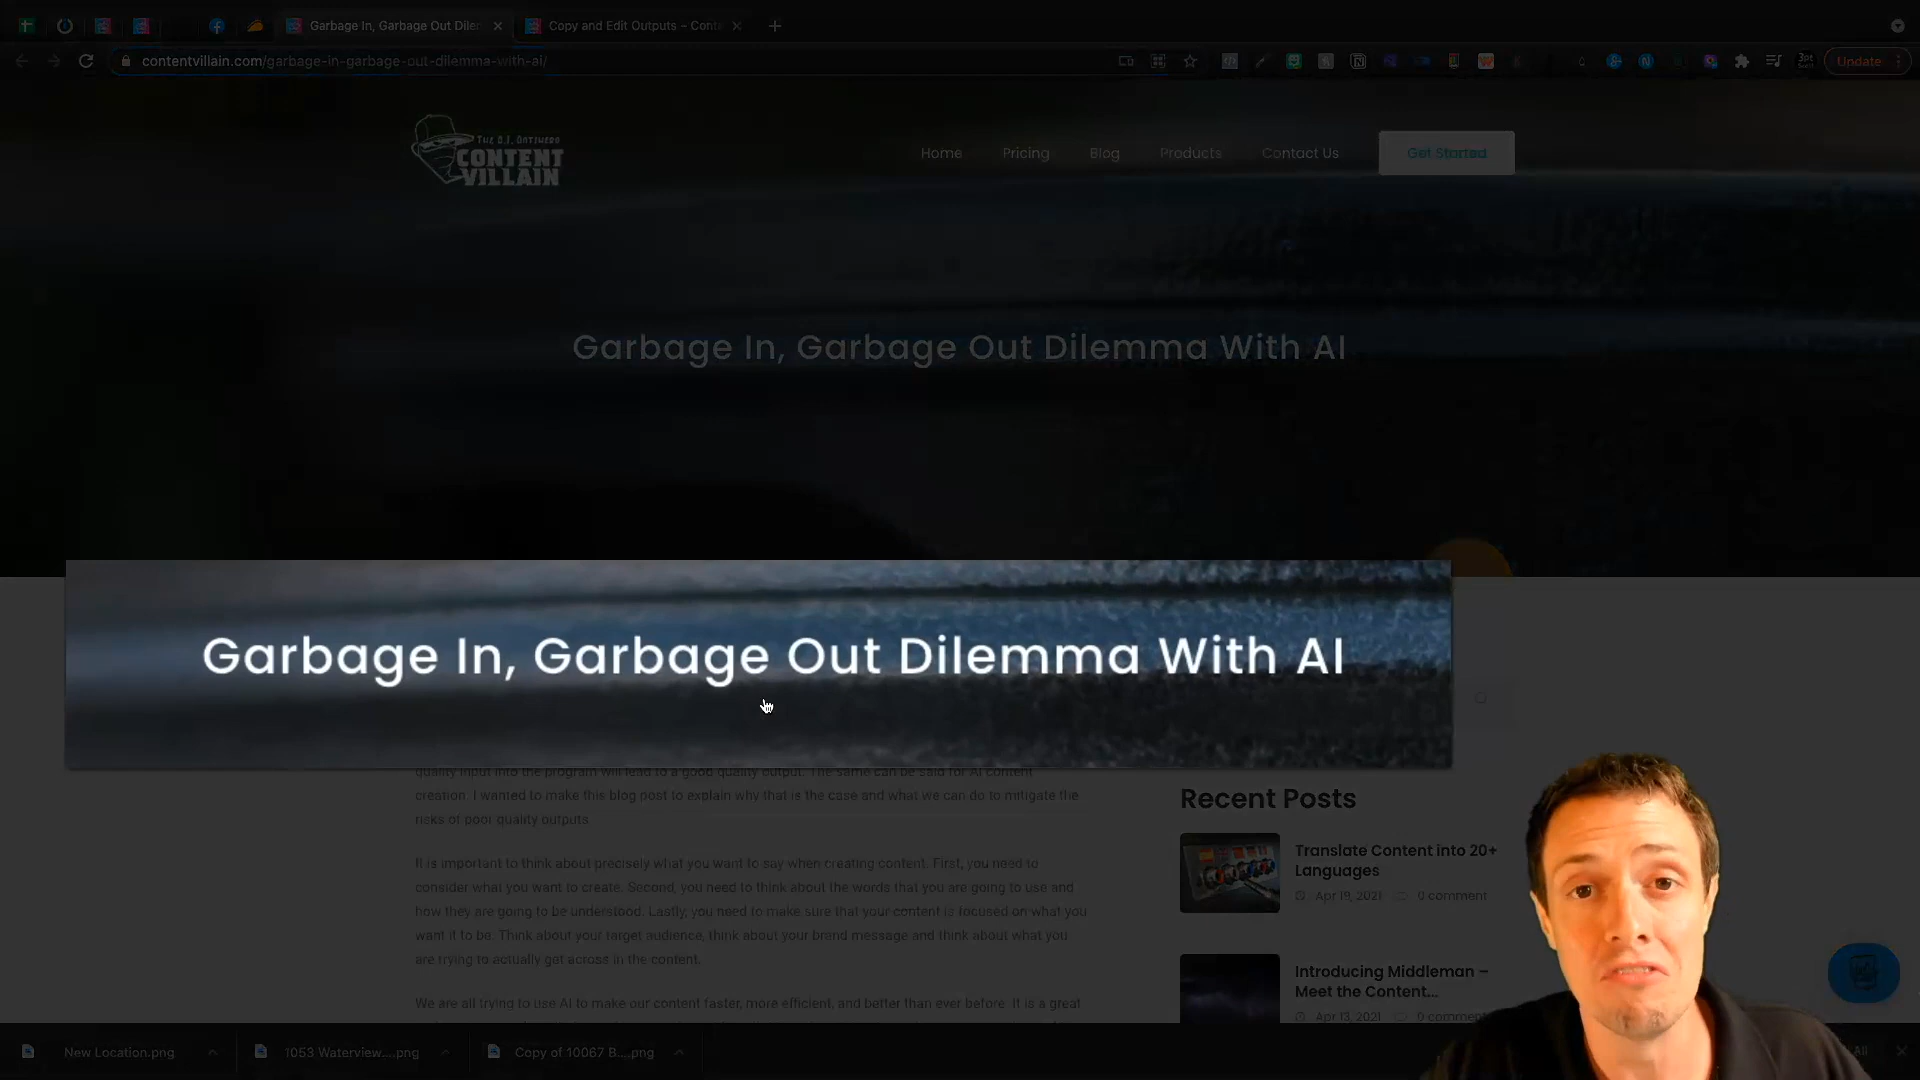 Garbage In, Garbage Out Dilem
Copy and Edit Outputs – Conte
contentvillain.com/garbage-in-garbage-out-dilemma-with-ai/
Update
CONTENT
VILLAIN
Home
Pricing
Blog
Products
Contact Us
Get Started
Garbage In, Garbage Out Dilemma With AI
Garbage In, Garbage Out Dilemma With AI
quality input into the program will lead to a good quality output. The same can be said for AI content
creation. I wanted to make this blog post to explain why that is the case and what we can do to mitigate the
risks of poor quality outputs.
It is important to think about precisely what you want to say when creating content. First, you need to
consider what you want to create. Second, you need to think about the words that you are going to use and
how they are going to be understood. Lastly, you need to make sure that your content is focused on what you
want it to be. Think about your target audience, think about your brand message and think about what you
are trying to actually get across in the content.
We are all trying to use AI to make our content faster, more efficient, and better than ever before. It is a great
Recent Posts
Translate Content into 20+
Languages
Apr 19, 2021
0 comment
Introducing Middleman –
Meet the Content...
Apr 13, 2021
0 comment
New Location.png
1053 Waterview....png
Copy of 10067 B....png
All